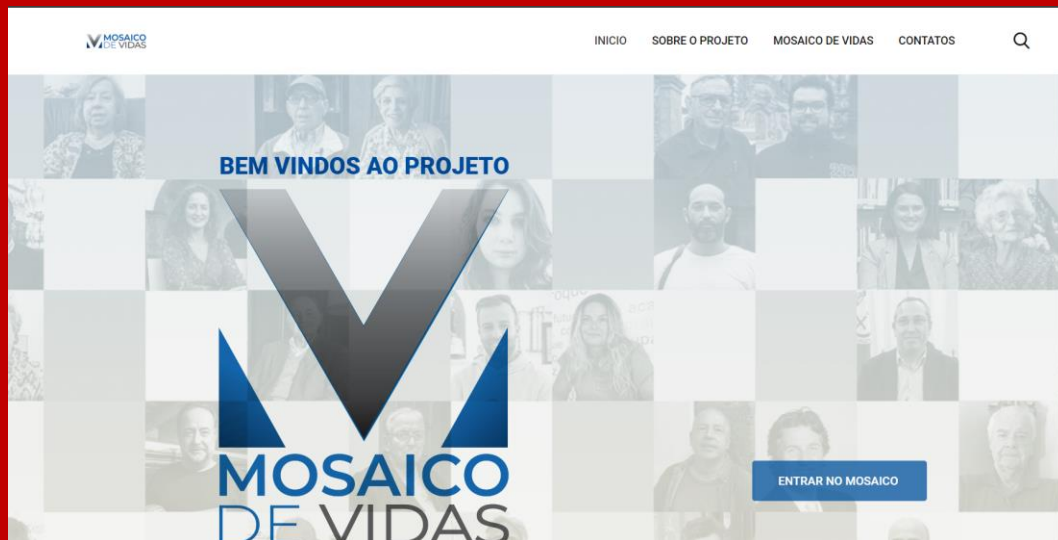 MOSAICO
DE VIDAS
INICIO
SOBRE O PROJETO
MOSAICO DE VIDAS
CONTATOS
BEM VINDOS AO PROJETO
MOSAICO
DE VIDAS
ENTRAR NO MOSAICO